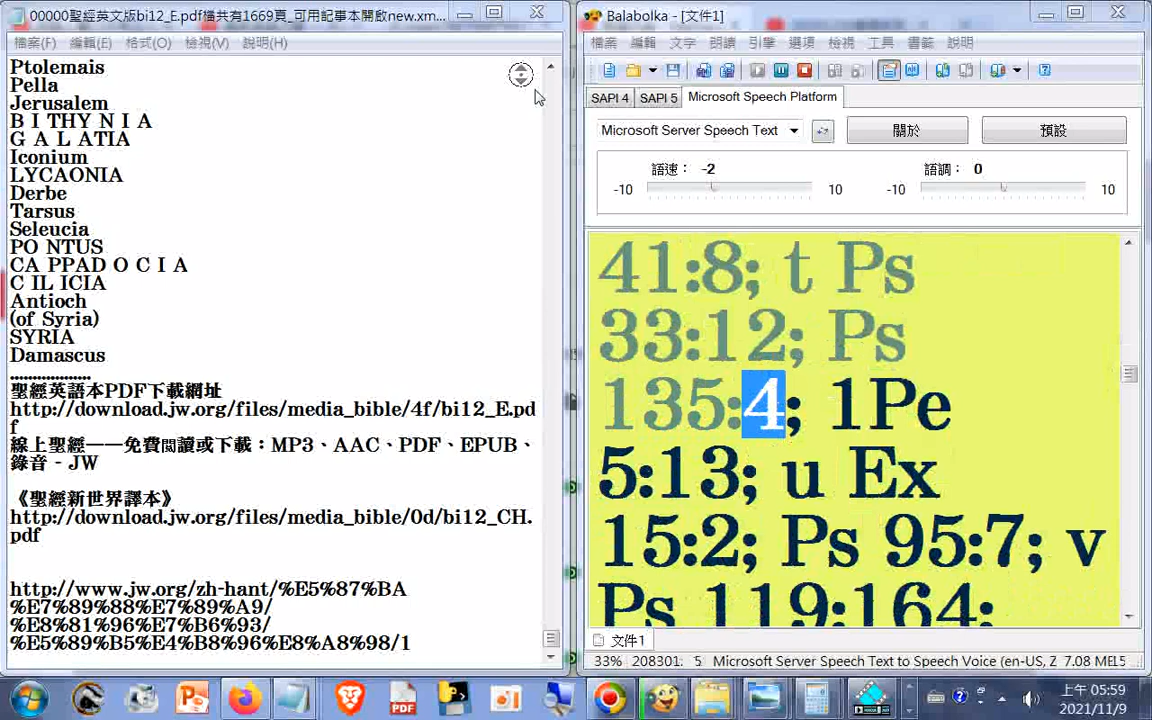 00000聖經英文版bi12_E.pdf檔共有1669頁_可用記事本開啟new.xm...
檔案(F) 編輯(E) 格式(O) 檢視(V) 說明(H)
Ptolemais
Pella
Jerusalem
B I THY N I A
G A L ATIA
Iconium
LYCAONIA
Derbe
Tarsus
Seleucia
PO NTUS
CA PPAD O C I A
C IL ICIA
Antioch
(of Syria)
SYRIA
Damascus
..................
聖經英語本PDF下載網址
http://download.jw.org/files/media_bible/4f/bi12_E.pd
f
線上聖經——免費閱讀或下載：MP3、AAC、PDF、EPUB、
錄音 - JW
《聖經新世界譯本》
http://download.jw.org/files/media_bible/0d/bi12_CH.
pdf
http://www.jw.org/zh-hant/%E5%87%BA
%E7%89%88%E7%89%A9/
%E8%81%96%E7%B6%93/
%E5%89%B5%E4%B8%96%E8%A8%98/1
Balabolka - [文件1]
檔案 編輯 文字 朗讀 引擎 選項 檢視 工具 書籤 說明
SAPI 4 SAPI 5 Microsoft Speech Platform
Microsoft Server Speech Text 關於 預設
語速： -2 語調： 0
-10 10 -10 10
41:8; t Ps
33:12; Ps
135:4; 1Pe
5:13; u Ex
15:2; Ps 95:7; v
Ps 119:164;
文件1
33% 208301: 5 Microsoft Server Speech Text to Speech Voice (en-US, Z 7.08 ME15
PDF
上午 05:59
2021/11/9